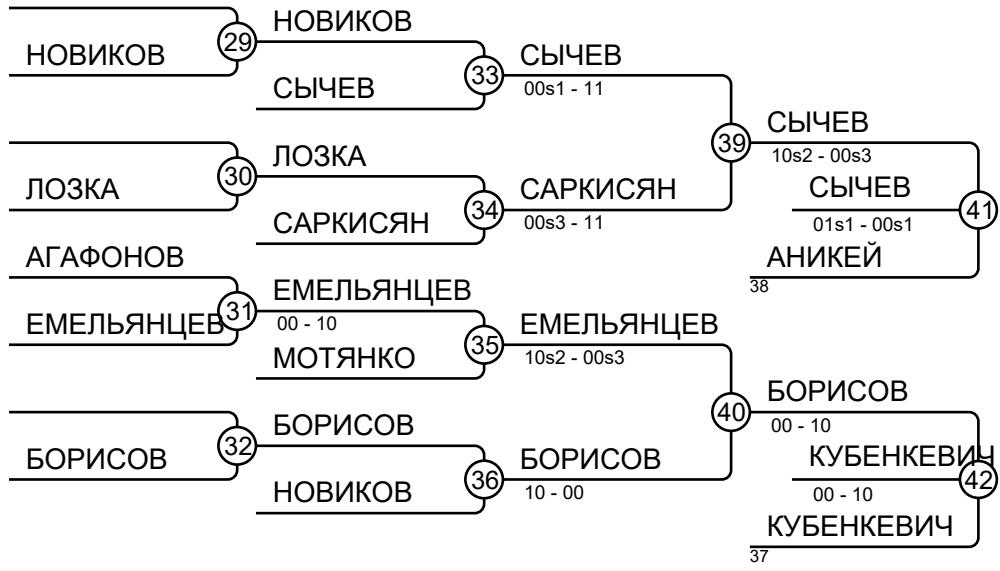 НОВИКОВ
29
НОВИКОВ
СЫЧЕВ
33
СЫЧЕВ
00s1 - 11
ЛОЗКА
30
ЛОЗКА
САРКИСЯН
34
САРКИСЯН
00s3 - 11
39
СЫЧЕВ
10s2 - 00s3
СЫЧЕВ
01s1 - 00s1
41
АНИКЕЙ
38
АГАФОНОВ
ЕМЕЛЬЯНЦЕВ
31
ЕМЕЛЬЯНЦЕВ
00 - 10
МОТЯНКО
35
ЕМЕЛЬЯНЦЕВ
10s2 - 00s3
БОРИСОВ
32
БОРИСОВ
НОВИКОВ
36
БОРИСОВ
10 - 00
40
БОРИСОВ
00 - 10
КУБЕНКЕВИЧ
00 - 10
42
КУБЕНКЕВИЧ
37